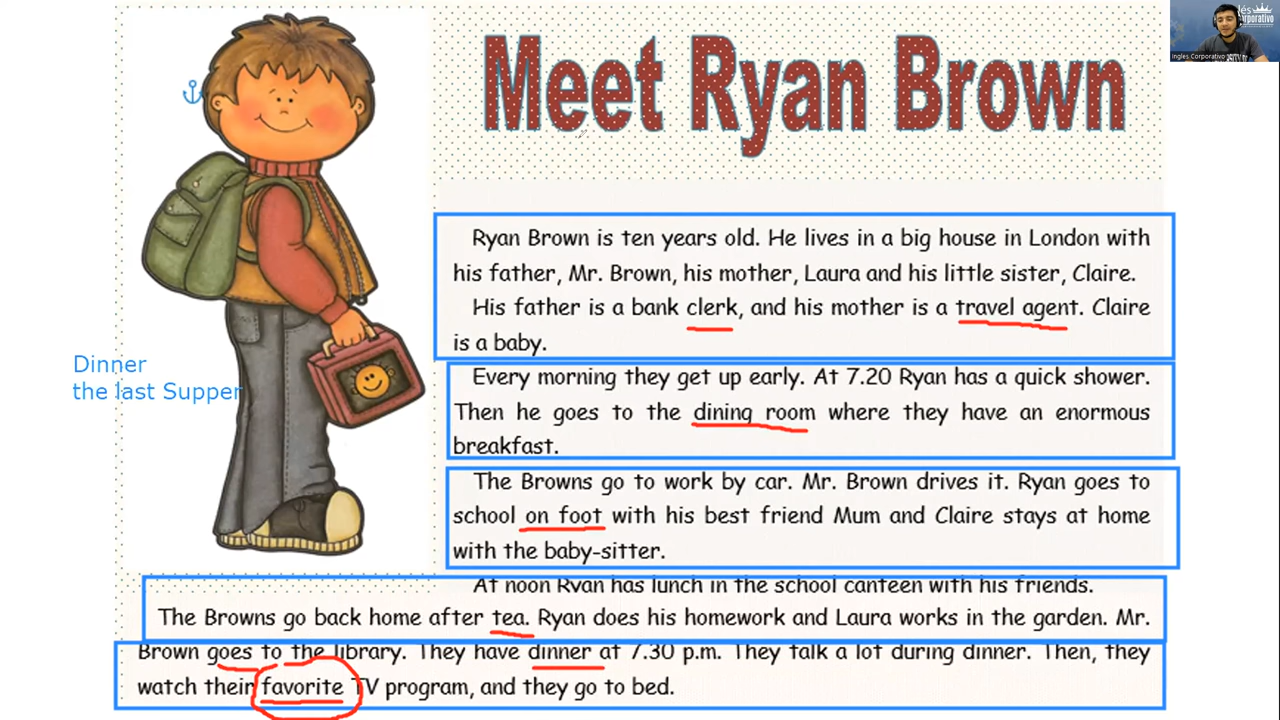 Meet Ryan Brown
és
Corporativo
Ingles Corporativo
Ryan Brown is ten years old. He lives in a big house in London with
his father, Mr. Brown, his mother, Laura and his little sister, Claire.
His father is a bank clerk, and his mother is a travel agent. Claire
is a baby.
Dinner
the last Supper
Every morning they get up early. At 7.20 Ryan has a quick shower.
Then he goes to the dining room where they have an enormous
breakfast.
The Browns go to work by car. Mr. Brown drives it. Ryan goes to
school on foot with his best friend Mum and Claire stays at home
with the baby-sitter.
At noon Ryan has lunch in the school canteen with his friends.
The Browns go back home after tea. Ryan does his homework and Laura works in the garden. Mr.
Brown goes to the library. They have dinner at 7.30 p.m. They talk a lot during dinner. Then, they
watch their favorite TV program, and they go to bed.